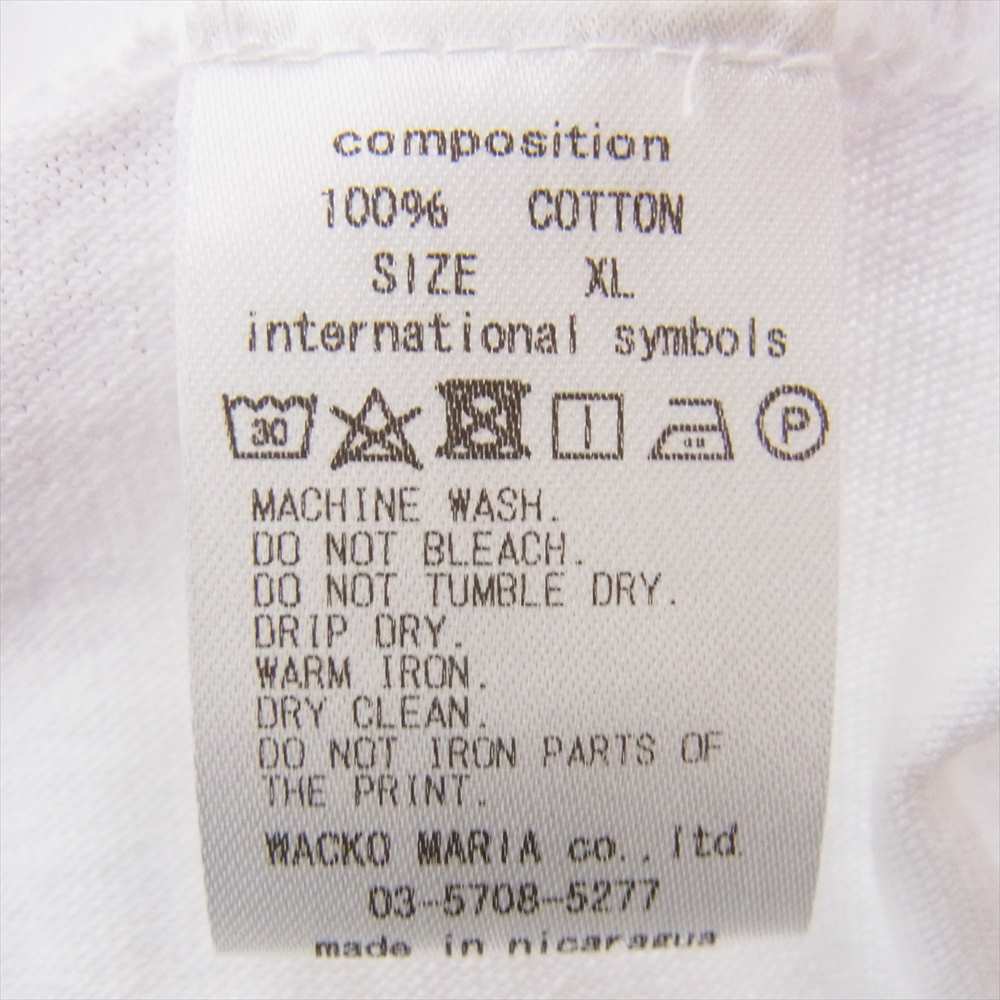 composition
100% COTTON
SIZE XL
international symbols
30 P
MACHINE WASH.
DO NOT BLEACH.
DO NOT TUMBLE DRY.
DRIP DRY.
WARM IRON.
DRY CLEAN.
DO NOT IRON PARTS OF
THE PRINT.
WACKO MARIA co.,ltd.
03-5708-5277
made in nicaragua